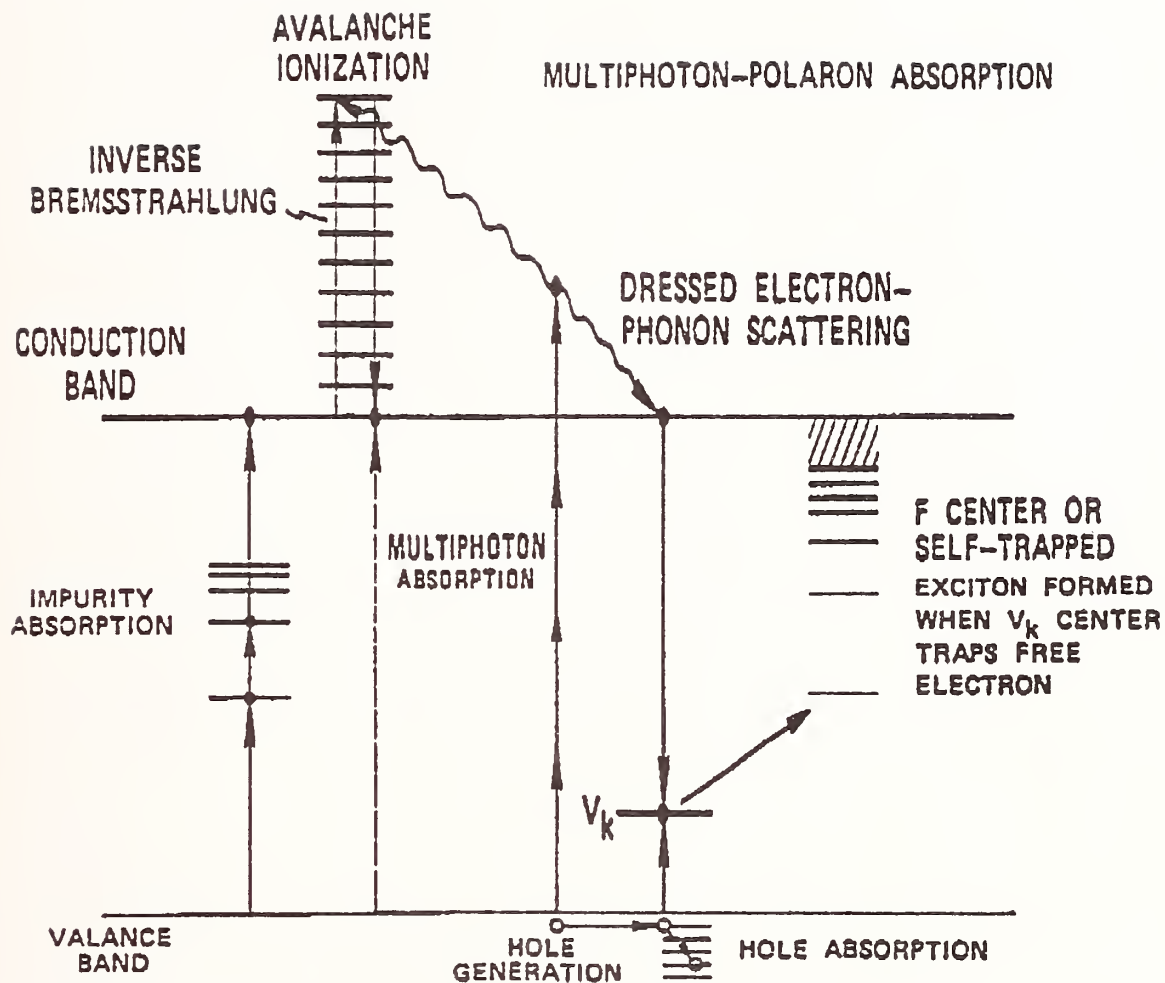 AVALANCHE
IONIZATION
MULTIPHOTON-POLARON ABSORPTION
INVERSE
BREMSSTRAHLUNG
DRESSED ELECTRON-
PHONON SCATTERING
CONDUCTION
BAND
MULTIPHOTON
ABSORPTION
F CENTER OR
SELF-TRAPPED
EXCITON FORMED
WHEN Vk CENTER
TRAPS FREE
ELECTRON
IMPURITY
ABSORPTION
Vk
VALANCE
BAND
HOLE
GENERATION
HOLE ABSORPTION